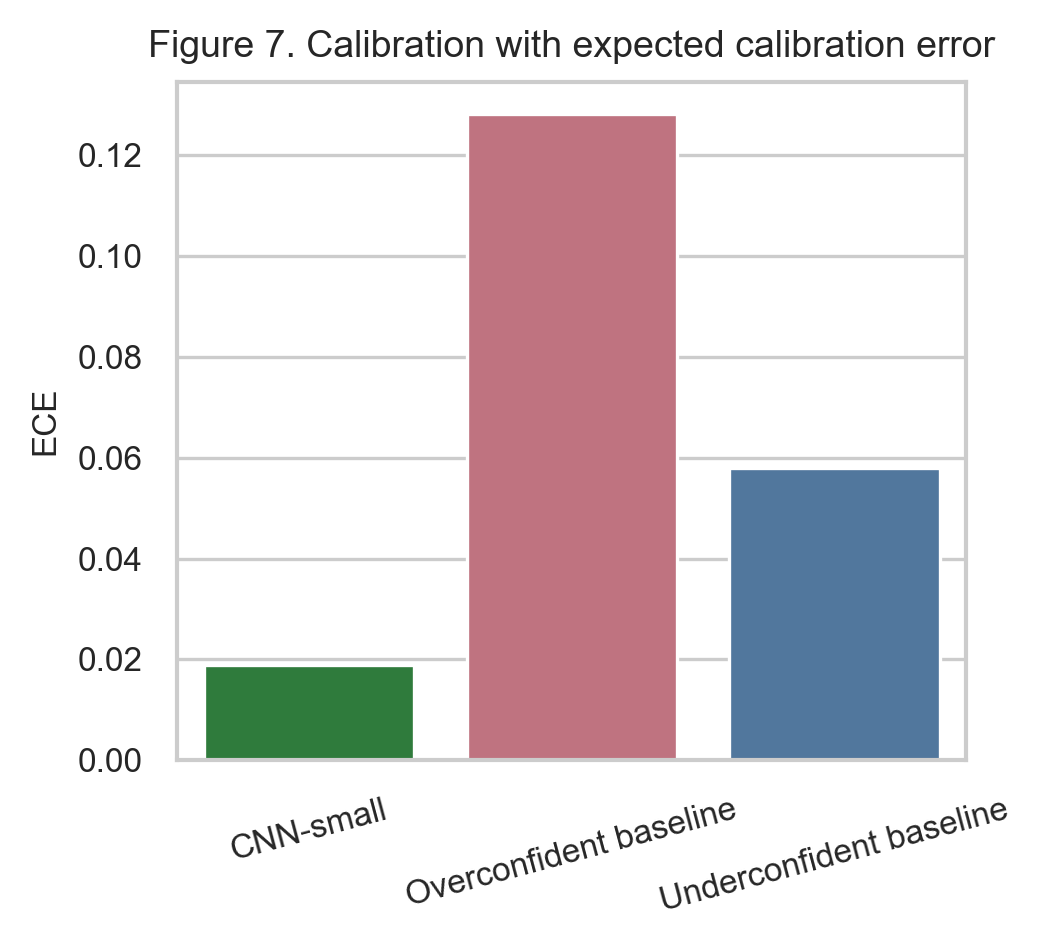 Figure 7. Calibration with expected calibration error
ECE
0.12
0.10
0.08
0.06
0.04
0.02
0.00
CNN-small
Overconfident baseline
Underconfident baseline